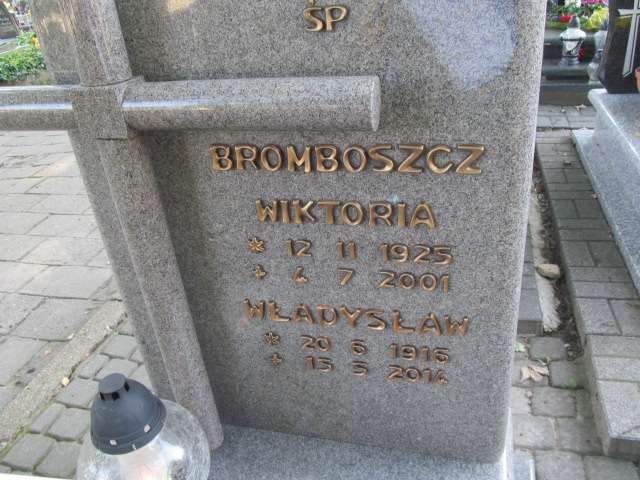 ŚP
BROMBOSZCZ
WIKTORIA
* 12 11 1925
+ 4 7 2001
WŁADYSŁAW
* 20 6 1916
+ 15 5 2014